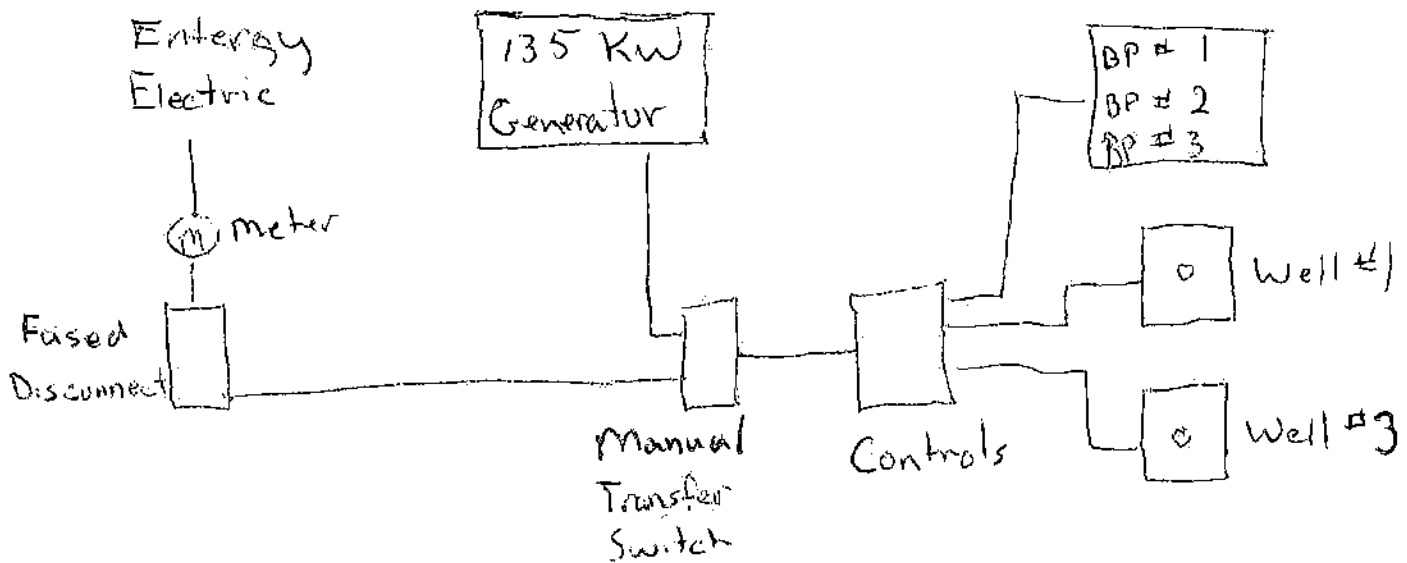 Entergy
Electric
135 KW
Generator
BP # 1
BP # 2
BP # 3
M
meter
Well #1
Fused
Disconnect
Well #3
Manual
Transfer
Switch
Controls